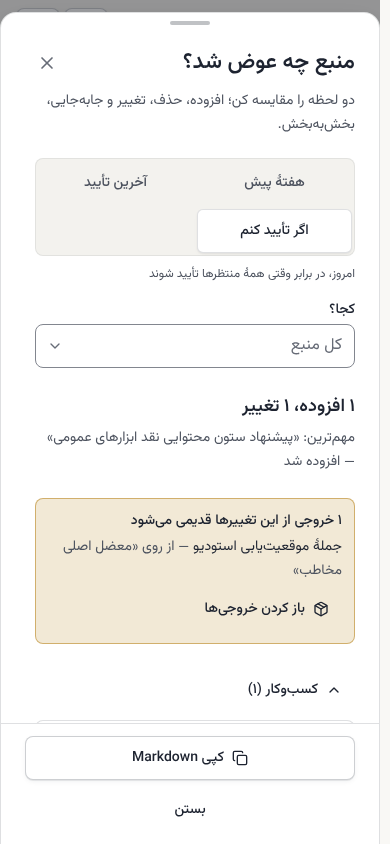 منبع چه عوض شد؟
دو لحظه را مقایسه کن؛ افزوده، حذف، تغییر و جابه‌جایی،
بخش‌به‌بخش.
هفتهٔ پیش
آخرین تأیید
اگر تأیید کنم
امروز، در برابر وقتی همهٔ منتظرها تأیید شوند
کجا؟
کل منبع
۱ افزوده، ۱ تغییر
مهم‌ترین: «پیشنهاد ستون محتوایی نقد ابزارهای عمومی»
— افزوده شد
۱ خروجی از این تغییرها قدیمی می‌شود
جملهٔ موقعیت‌یابی استودیو — از روی «معضل اصلی
مخاطب»
باز کردن خروجی‌ها
کسب‌وکار (۱)
کپی Markdown
بستن